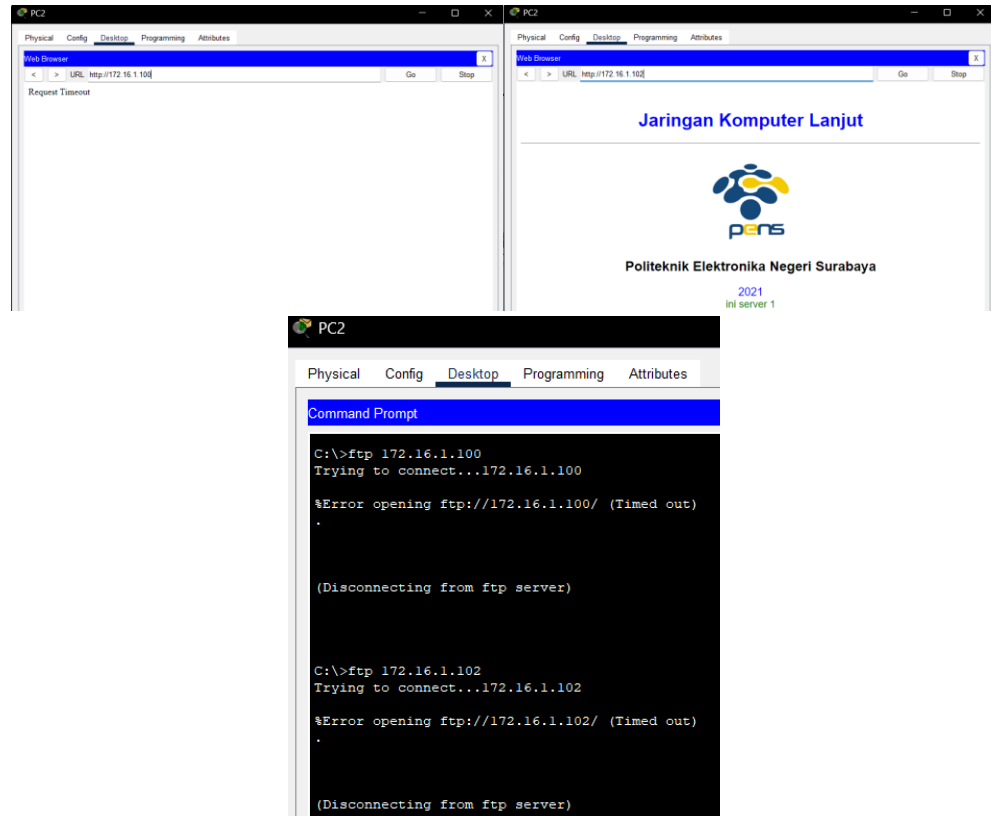 PC2
Physical Config Desktop Programming Attributes
Web Browser X
< > URL http://172.16.1.100 Go Stop
Request Timeout
PC2
Physical Config Desktop Programming Attributes
Web Browser X
< > URL http://172.16.1.102 Go Stop
Jaringan Komputer Lanjut
pens
Politeknik Elektronika Negeri Surabaya
2021
ini server 1
PC2
Physical Config Desktop Programming Attributes
Command Prompt
C:\>ftp 172.16.1.100
Trying to connect...172.16.1.100
%Error opening ftp://172.16.1.100/ (Timed out)
.
(Disconnecting from ftp server)
C:\>ftp 172.16.1.102
Trying to connect...172.16.1.102
%Error opening ftp://172.16.1.102/ (Timed out)
.
(Disconnecting from ftp server)